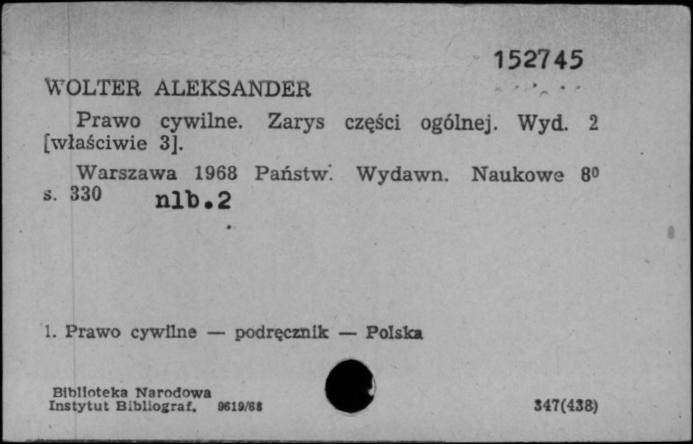 152745
WOLTER ALEKSANDER
Prawo cywilne. Zarys części ogólnej. Wyd. 2
[właściwie 3].
Warszawa 1968 Państw. Wydawn. Naukowe 8⁰
s. 330 nlb.2
1. Prawo cywilne — podręcznik — Polska
Biblioteka Narodowa
Instytut Bibliograf. 9619/68
347(438)